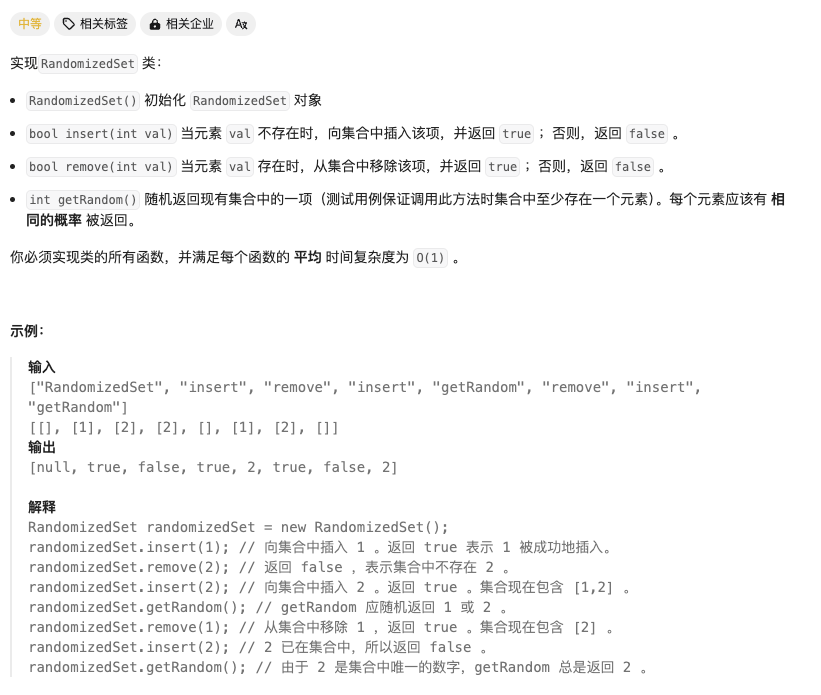 中等 相关标签 相关企业 Aぇ
实现 RandomizedSet 类：
• RandomizedSet() 初始化 RandomizedSet 对象
• bool insert(int val) 当元素 val 不存在时，向集合中插入该项，并返回 true ；否则，返回 false 。
• bool remove(int val) 当元素 val 存在时，从集合中移除该项，并返回 true ；否则，返回 false 。
• int getRandom() 随机返回现有集合中的一项（测试用例保证调用此方法时集合中至少存在一个元素）。每个元素应该有 相
同的概率 被返回。
你必须实现类的所有函数，并满足每个函数的 平均 时间复杂度为 O(1) 。
示例：
输入
["RandomizedSet", "insert", "remove", "insert", "getRandom", "remove", "insert",
"getRandom"]
[[], [1], [2], [2], [], [1], [2], []]
输出
[null, true, false, true, 2, true, false, 2]
解释
RandomizedSet randomizedSet = new RandomizedSet();
randomizedSet.insert(1); // 向集合中插入 1 。返回 true 表示 1 被成功地插入。
randomizedSet.remove(2); // 返回 false ，表示集合中不存在 2 。
randomizedSet.insert(2); // 向集合中插入 2 。返回 true 。集合现在包含 [1,2] 。
randomizedSet.getRandom(); // getRandom 应随机返回 1 或 2 。
randomizedSet.remove(1); // 从集合中移除 1 ，返回 true 。集合现在包含 [2] 。
randomizedSet.insert(2); // 2 已在集合中，所以返回 false 。
randomizedSet.getRandom(); // 由于 2 是集合中唯一的数字，getRandom 总是返回 2 。